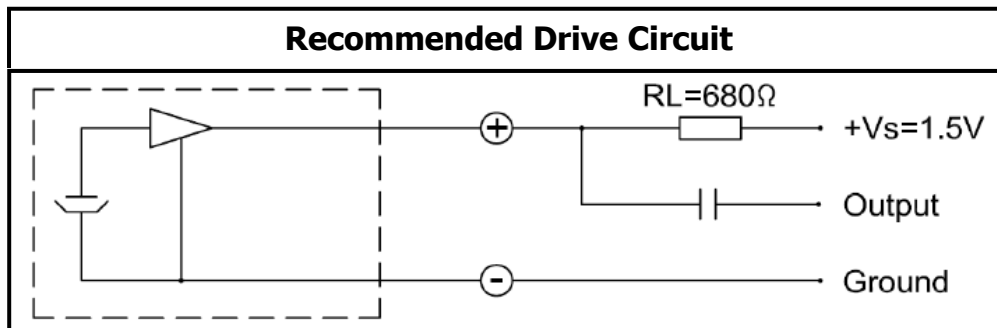 Recommended Drive Circuit
RL=680Ω
+
+Vs=1.5V
Output
-
Ground